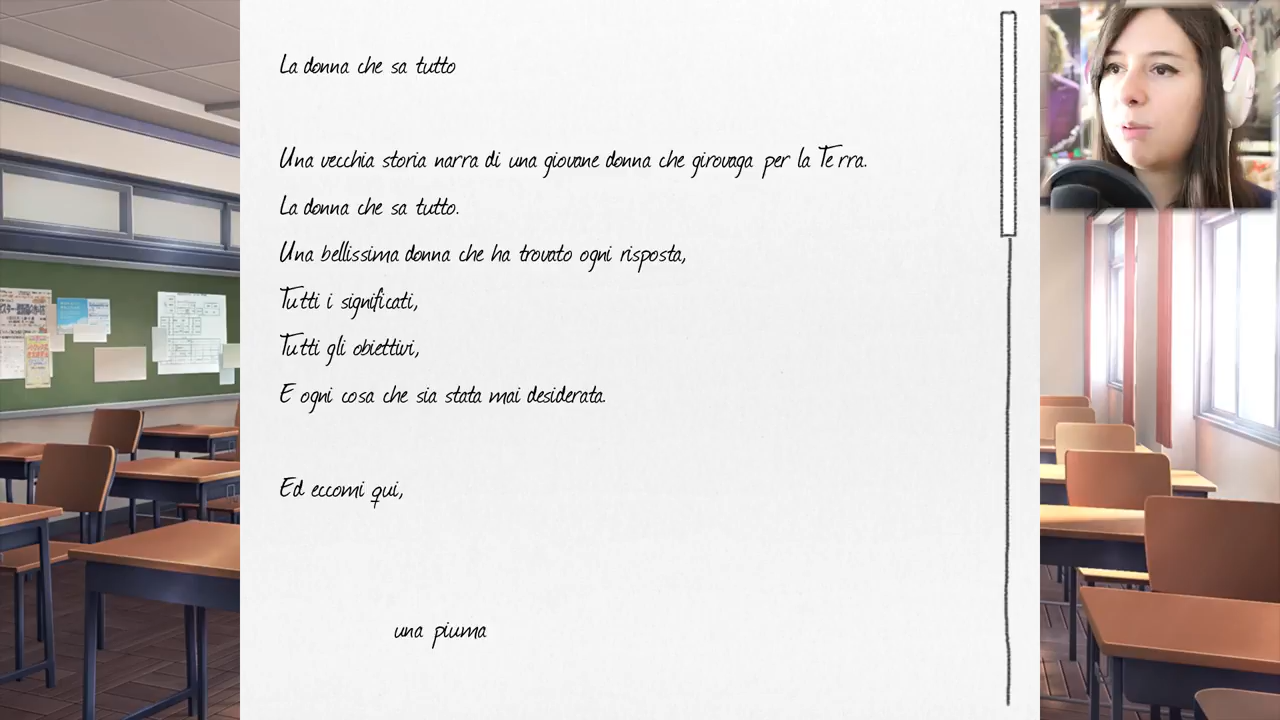 La donna che sa tutto
Una vecchia storia narra di una giovane donna che girovaga per la Terra.
La donna che sa tutto.
Una bellissima donna che ha trovato ogni risposta,
Tutti i significati,
Tutti gli obiettivi,
E ogni cosa che sia stata mai desiderata.
Ed eccomi qui,
una piuma